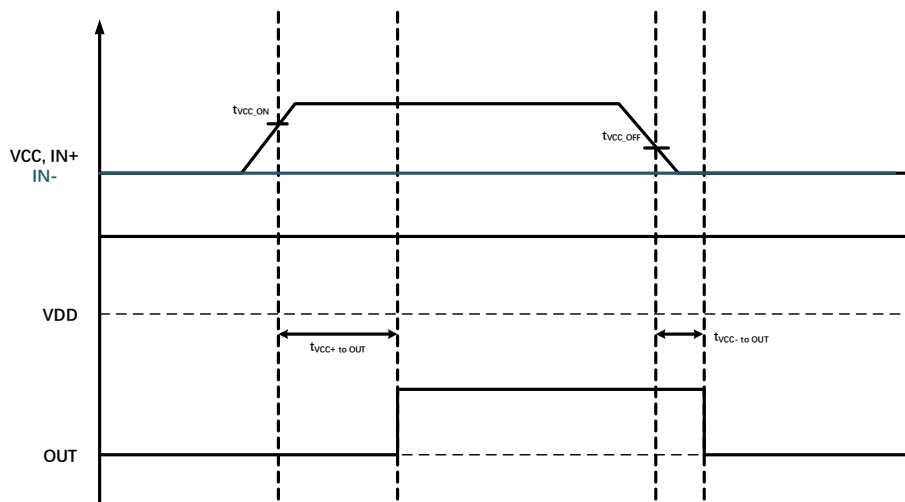 tVCC_ON
tVCC_OFF
VCC, IN+
IN-
VDD
tVCC+ to OUT
tVCC- to OUT
OUT